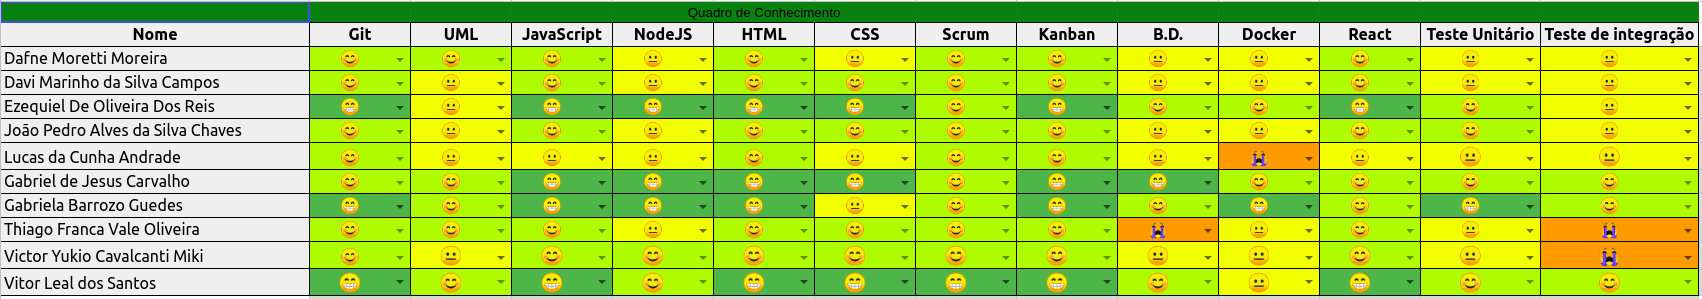 Quadro de Conhecimento
Nome Git UML JavaScript NodeJS HTML CSS Scrum Kanban B.D. Docker React Teste Unitário Teste de integração
Dafne Moretti Moreira
Davi Marinho da Silva Campos
Ezequiel De Oliveira Dos Reis
João Pedro Alves da Silva Chaves
Lucas da Cunha Andrade
Gabriel de Jesus Carvalho
Gabriela Barrozo Guedes
Thiago Franca Vale Oliveira
Victor Yukio Cavalcanti Miki
Vitor Leal dos Santos